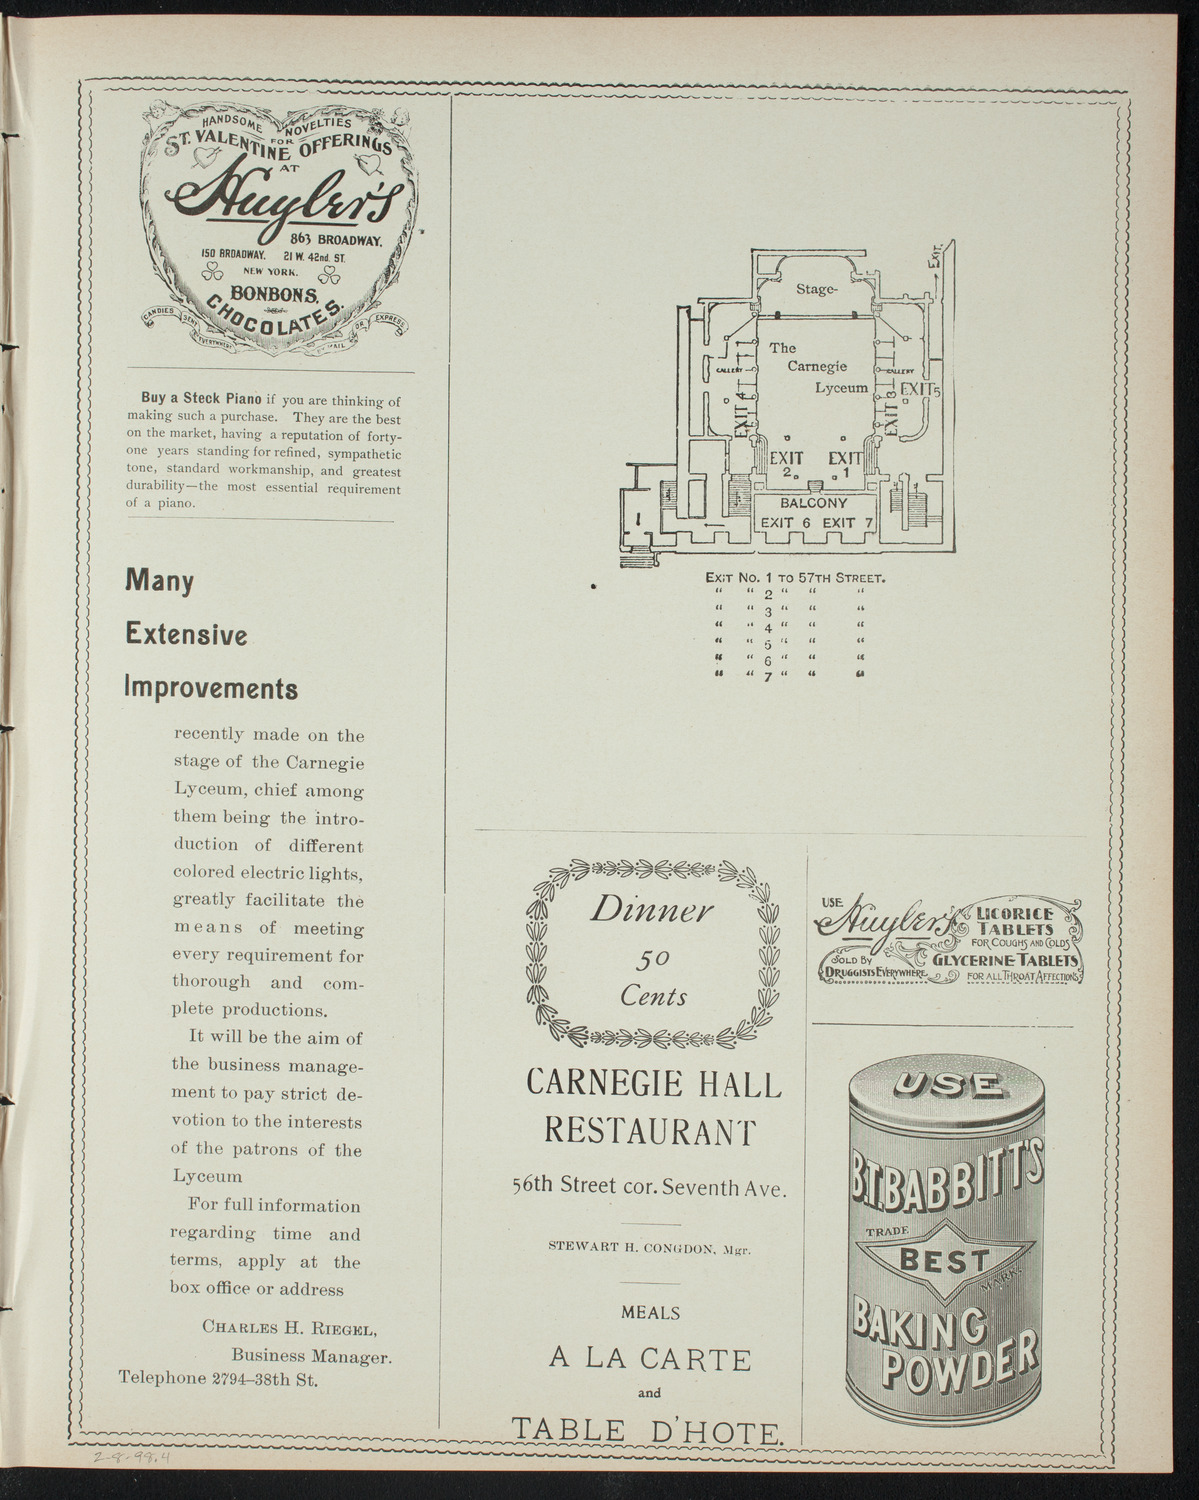 HANDSOME NOVELTIES
FOR
ST. VALENTINE OFFERINGS
AT
Huyler's
863 BROADWAY,
150 BROADWAY. 21 W. 42nd ST.
NEW YORK.
BONBONS,
CHOCOLATES.
CANDIES SENT EVERYWHERE MAIL OR EXPRESS
Buy a Steck Piano if you are thinking of
making such a purchase. They are the best
on the market, having a reputation of forty-
one years standing for refined, sympathetic
tone, standard workmanship, and greatest
durability—the most essential requirement
of a piano.
Many
Extensive
Improvements
recently made on the
stage of the Carnegie
Lyceum, chief among
them being the intro-
duction of different
colored electric lights,
greatly facilitate the
means of meeting
every requirement for
thorough and com-
plete productions.
It will be the aim of
the business manage-
ment to pay strict de-
votion to the interests
of the patrons of the
Lyceum
For full information
regarding time and
terms, apply at the
box office or address
CHARLES H. RIEGEL,
Business Manager.
Telephone 2794–38th St.
EXIT.
Stage-
The
Carnegie
Lyceum
GALLERY
GALLERY
EXIT 4
EXIT 3
EXIT 5
EXIT 2
EXIT 1
BALCONY
EXIT 6 EXIT 7
EXIT No. 1 TO 57TH STREET.
" " 2 " " "
" " 3 " " "
" " 4 " " "
" " 5 " " "
" " 6 " " "
" " 7 " " "
Dinner
50
Cents
CARNEGIE HALL
RESTAURANT
56th Street cor. Seventh Ave.
STEWART H. CONGDON, Mgr.
MEALS
A LA CARTE
and
TABLE D'HOTE.
USE
Huyler's
LICORICE
TABLETS
FOR COUGHS AND COLDS
GLYCERINE TABLETS
FOR ALL THROAT AFFECTIONS
SOLD BY
DRUGGISTS EVERYWHERE
USE
B.T. BABBITT'S
TRADE
BEST
MARK.
BAKING
POWDER
2-8-98.4